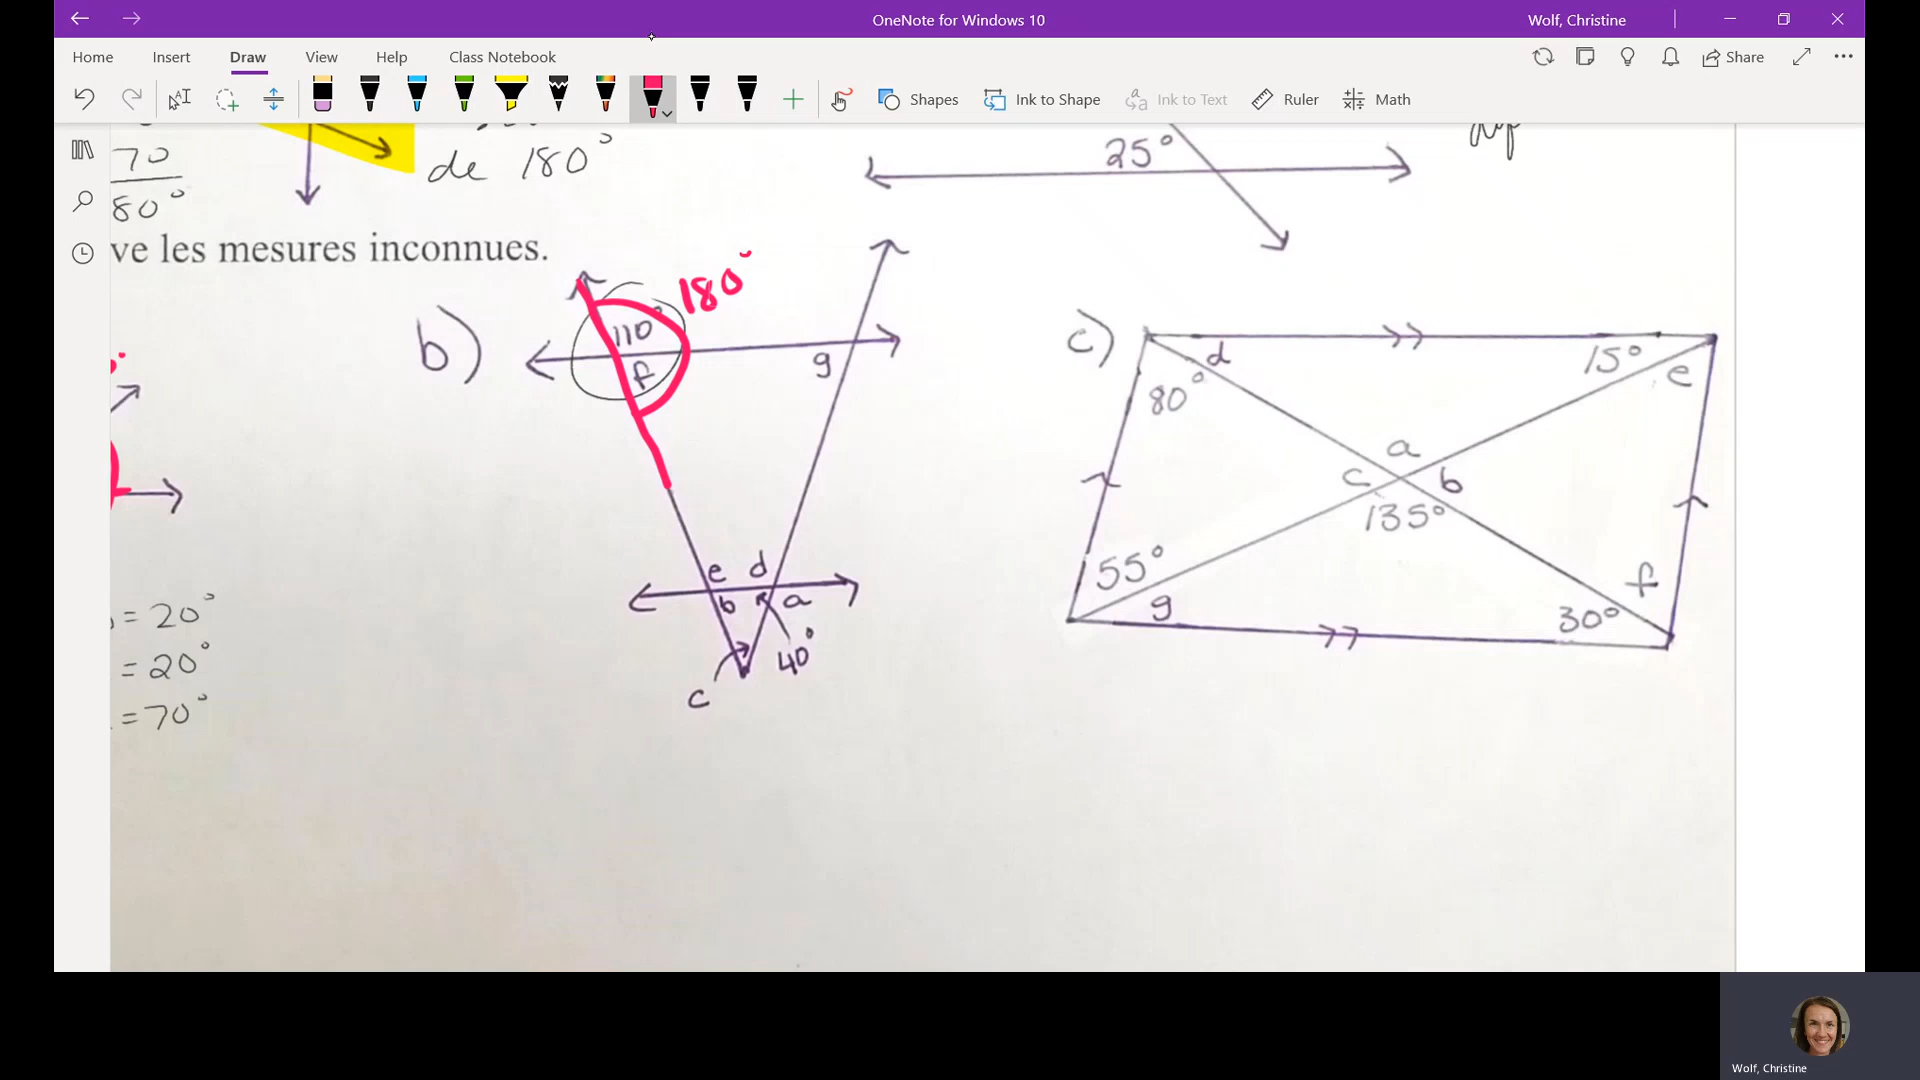 OneNote for Windows 10
Wolf, Christine
Home Insert Draw View Help Class Notebook
Share
Shapes Ink to Shape Ink to Text Ruler Math
70
80°
de 180°
25°
ve les mesures inconnues.
b)
110°
180°
f
g
e d
b a
40°
c
c)
d 15° e
80°
a
c b
135°
55°
f
g 30°
= 20°
= 20°
= 70°
Wolf, Christine